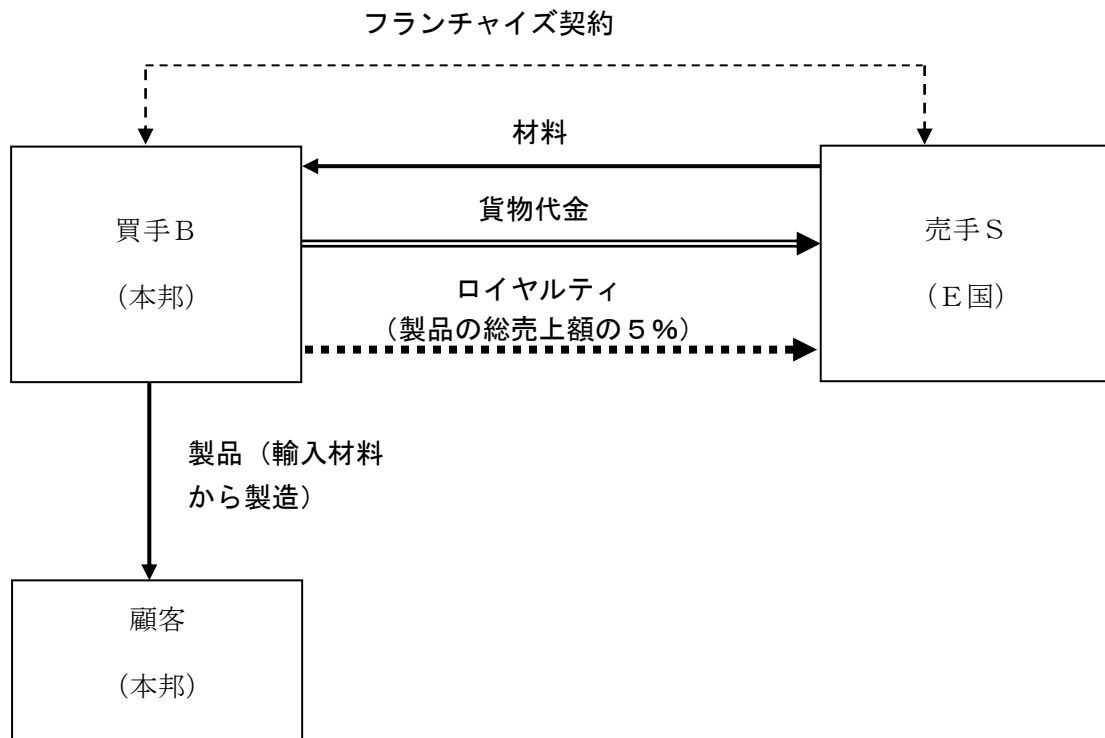 フランチャイズ契約
材料
買手B
(本邦)
貨物代金
売手S
(E国)
ロイヤルティ
(製品の総売上額の5%)
製品(輸入材料
から製造)
顧客
(本邦)